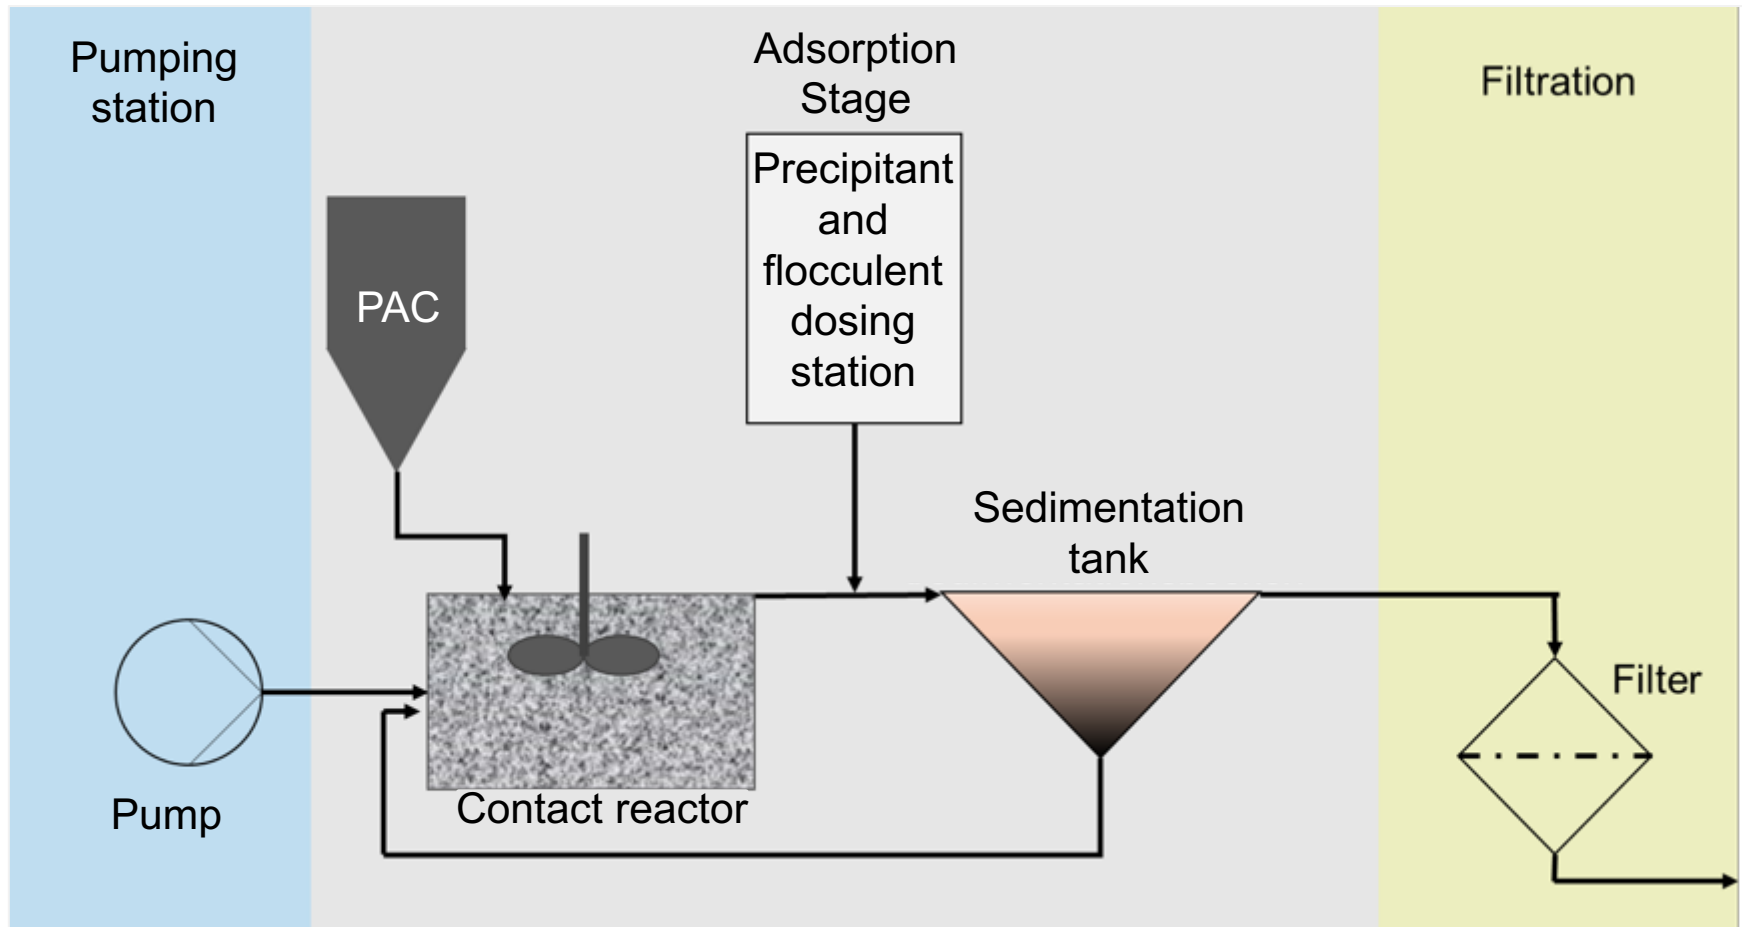 Pumping
station
Adsorption
Stage
Filtration
Precipitant
and
flocculent
dosing
station
PAC
Sedimentation
tank
Filter
Pump
Contact reactor